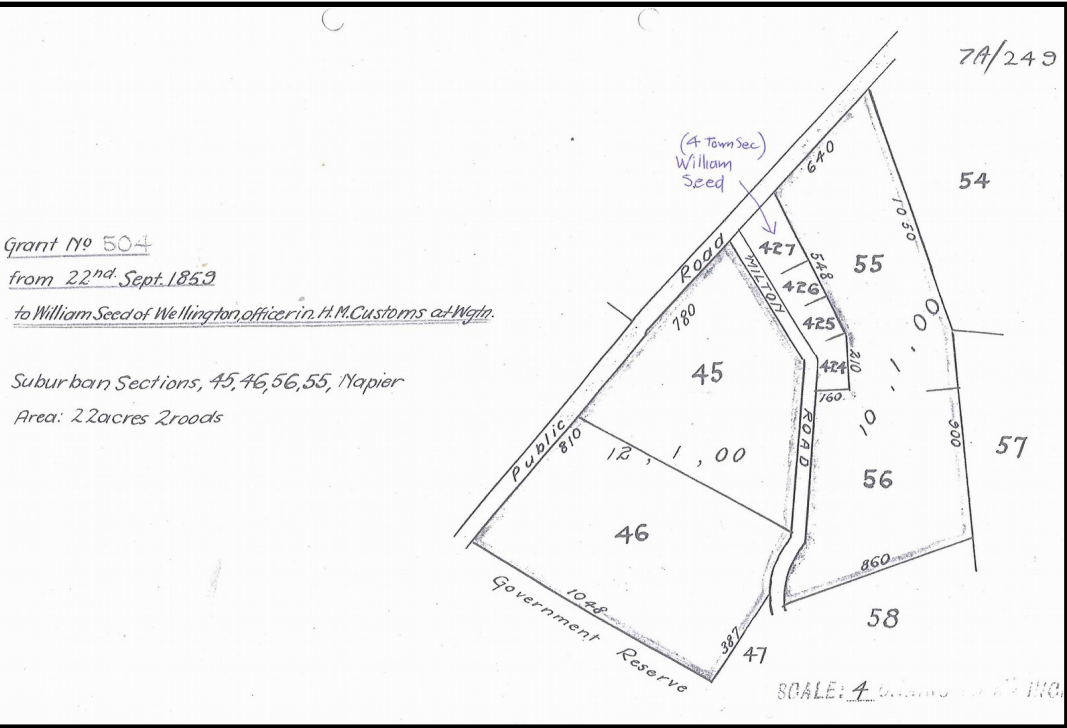 7A/249
(4 Town Sec)
William
Seed
640
54
1050
Grant Nº 504
from 22nd. Sept. 1859
to William Seed of Wellington, officer in H.M. Customs at Wgtn.
Suburban Sections, 45,46,56,55, Napier
Area: 22acres 2roods
Public Road
780
810
MILTON ROAD
427
426
425
424
548
210
160.
55
45
12, 1, 00
10, 1, 00
900
57
56
46
860
58
Government Reserve
1048
387
47
SCALE: 4